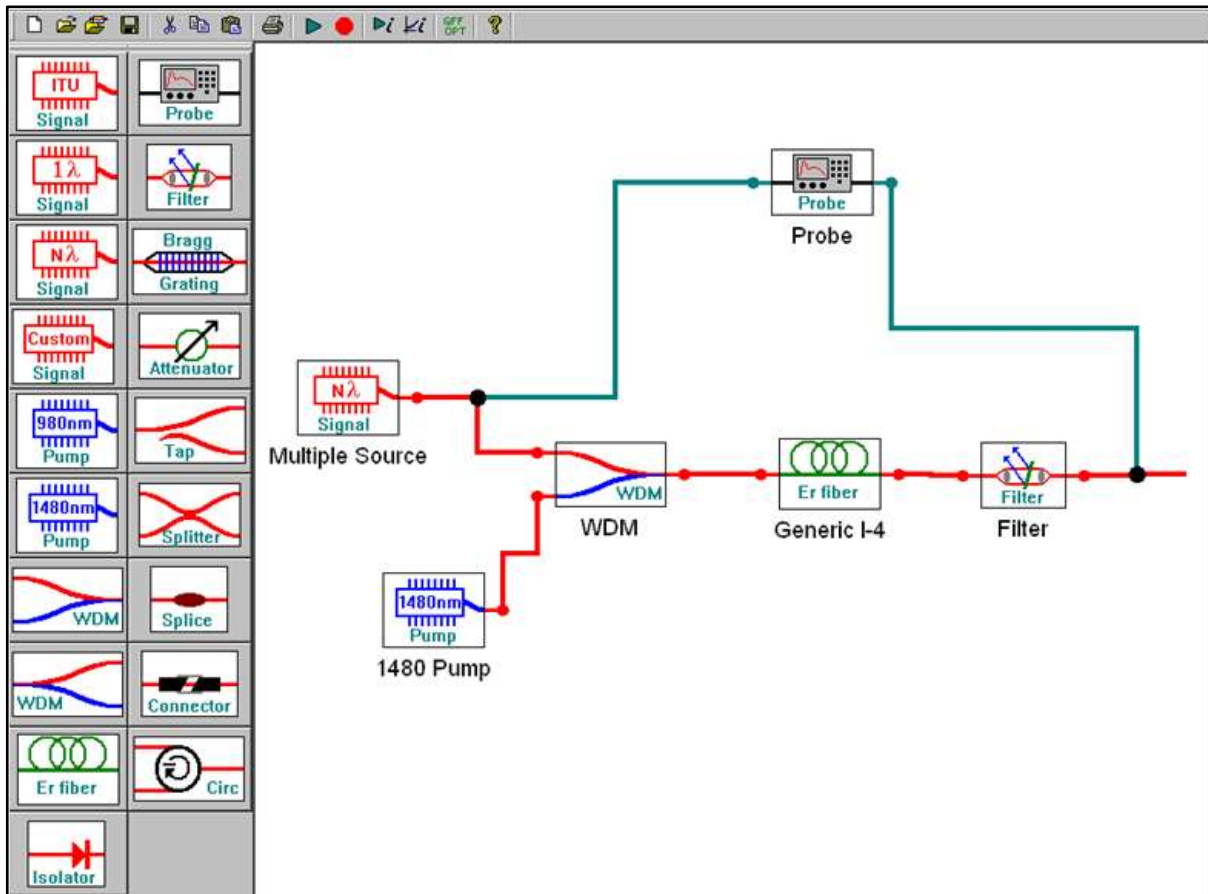 GFF
OPT
ITU
Signal
Probe
1λ
Signal
Filter
Nλ
Signal
Bragg
Grating
Custom
Signal
Attenuator
980nm
Pump
Tap
1480nm
Pump
Splitter
WDM
Splice
WDM
Connector
Er fiber
Circ
Isolator
Probe
Probe
Nλ
Signal
Multiple Source
WDM
WDM
Er fiber
Generic I-4
Filter
Filter
1480nm
Pump
1480 Pump